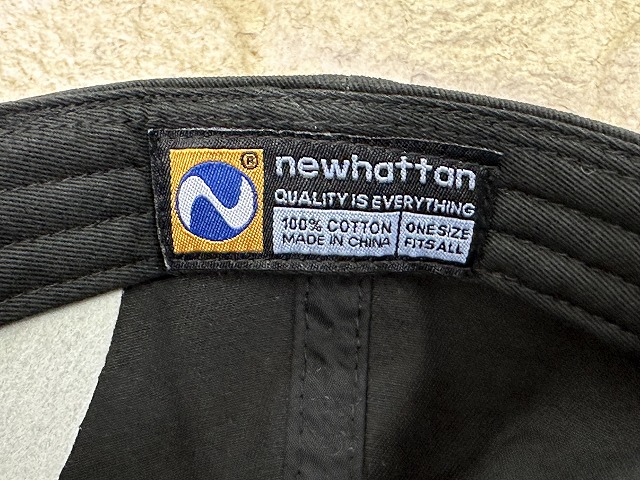 ®
newhattan
QUALITY IS EVERYTHING
100% COTTON
MADE IN CHINA
ONE SIZE
FITS ALL